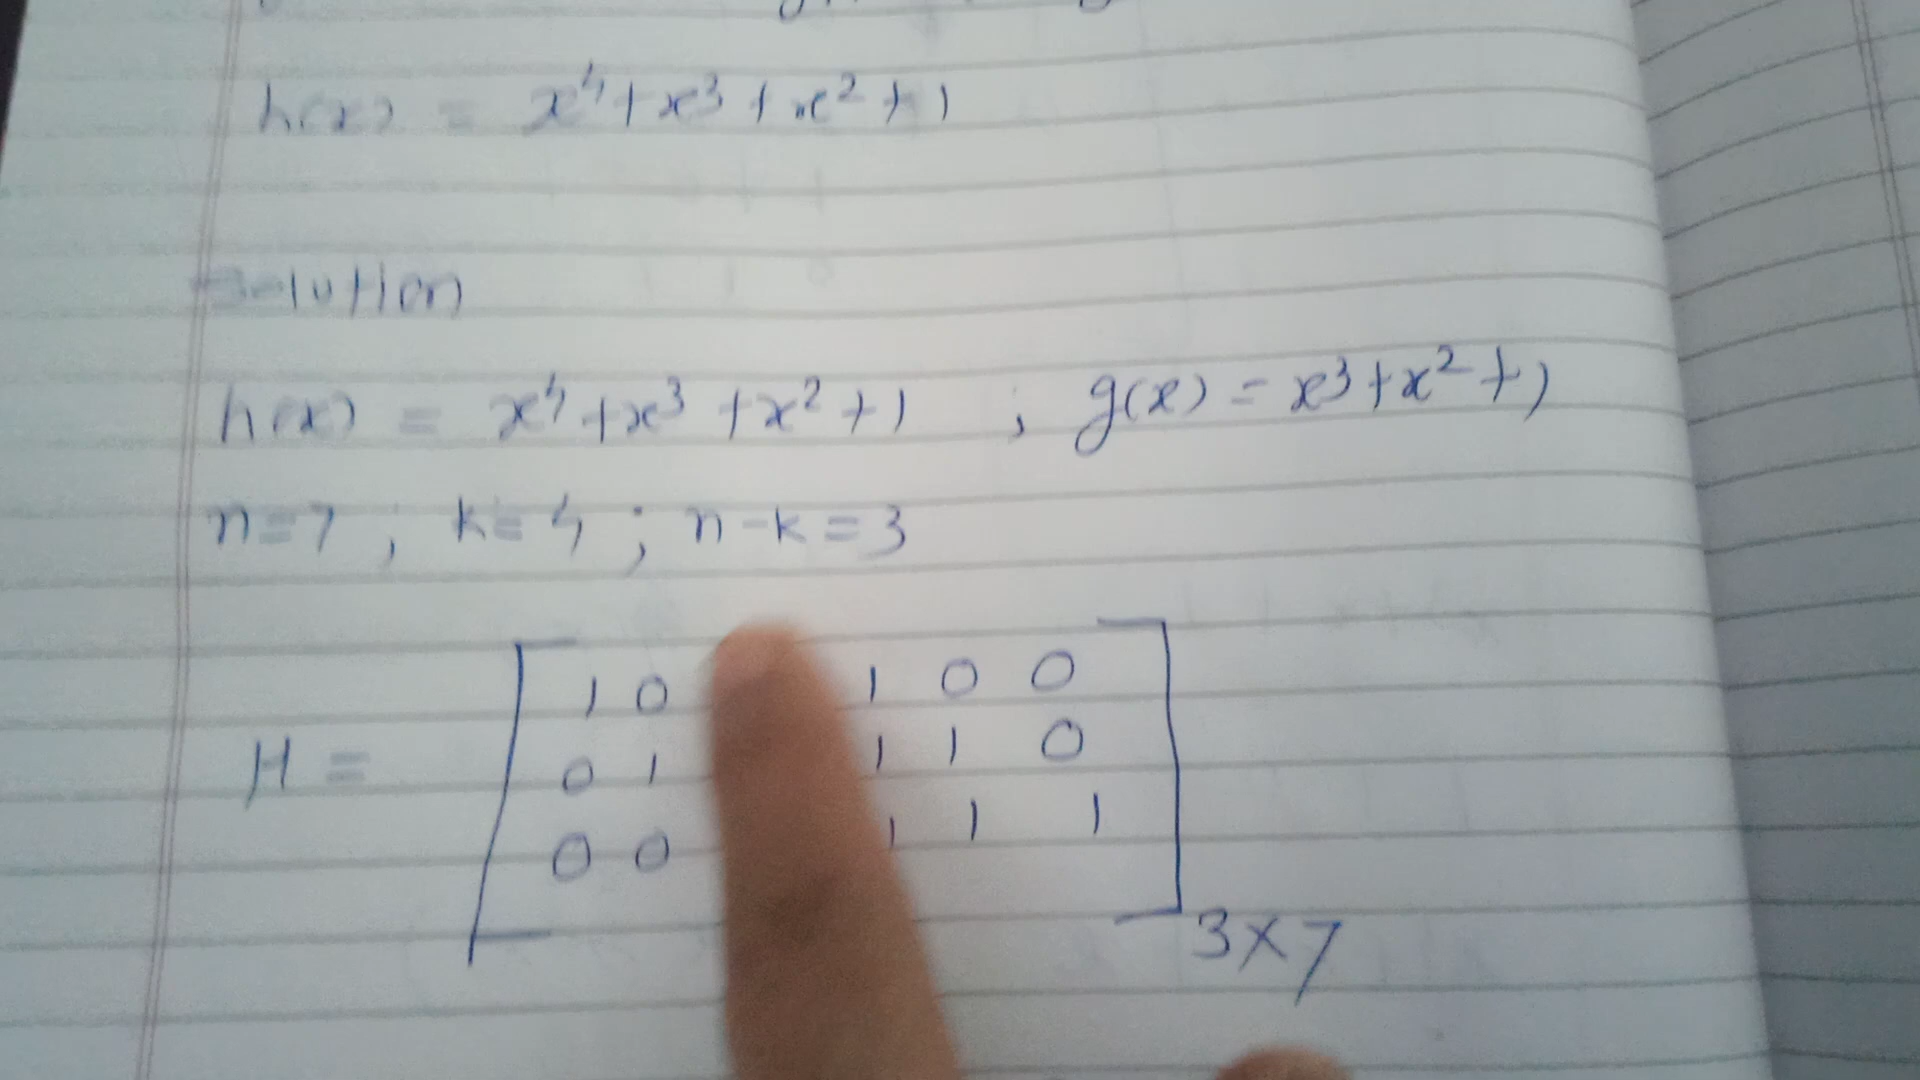 h(x) = x⁴ + x³ + x² + 1
Solution
h(x) = x⁴ + x³ + x² + 1 , g(x) = x³ + x² + 1
n=7 , k=4 ; n-k=3
1 0 1 0 0
H = 0 1 1 1 0
0 0 1 1 1
3×7